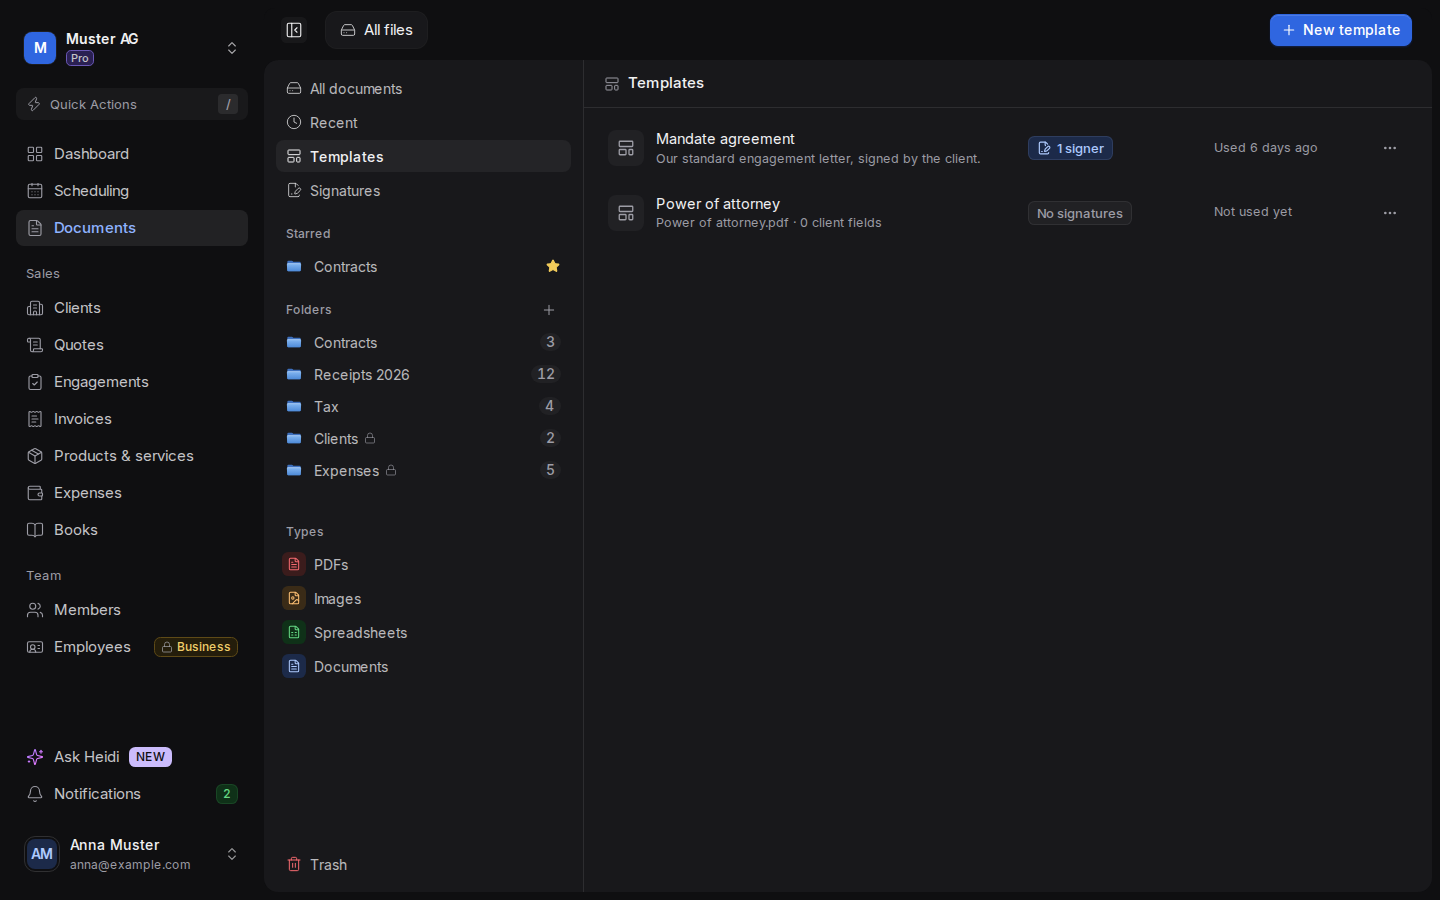 M
Muster AG
Pro
Quick Actions
/
Dashboard
Scheduling
Documents
Sales
Clients
Quotes
Engagements
Invoices
Products & services
Expenses
Books
Team
Members
Employees
Business
Ask Heidi
NEW
Notifications
2
AM
Anna Muster
anna@example.com
All files
New template
All documents
Recent
Templates
Signatures
Starred
Contracts
Folders
Contracts
3
Receipts 2026
12
Tax
4
Clients
2
Expenses
5
Types
PDFs
Images
Spreadsheets
Documents
Trash
Templates
Mandate agreement
Our standard engagement letter, signed by the client.
1 signer
Used 6 days ago
Power of attorney
Power of attorney.pdf · 0 client fields
No signatures
Not used yet